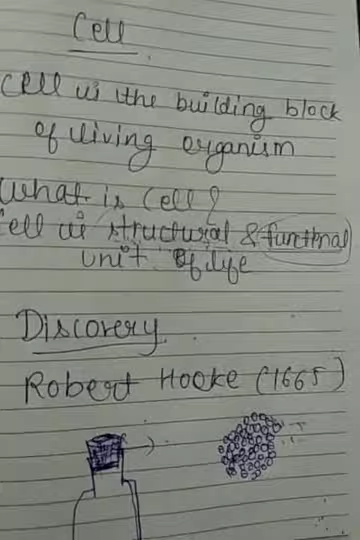 Cell
Cell is the building block
of living organism
What is Cell?
Cell is structural & functional
unit of life
Discovery
Robert Hooke (1665)